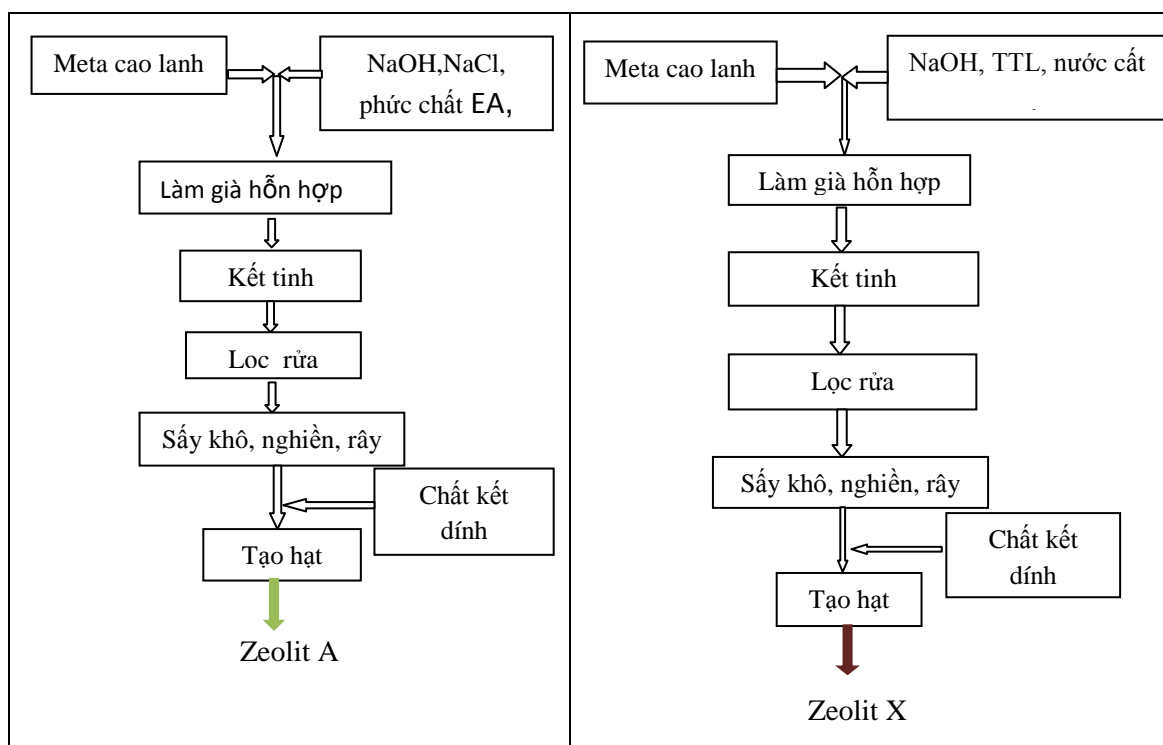 Meta cao lanh
NaOH,NaCl,
phức chất EA,
Làm già hỗn hợp
Kết tinh
Loc rửa
Sấy khô, nghiền, rây
Chất kết
dính
Tạo hạt
Zeolit A
Meta cao lanh
NaOH, TTL, nước cất
Làm già hỗn hợp
Kết tinh
Lọc rửa
Sấy khô, nghiền, rây
Chất kết
dính
Tạo hạt
Zeolit X